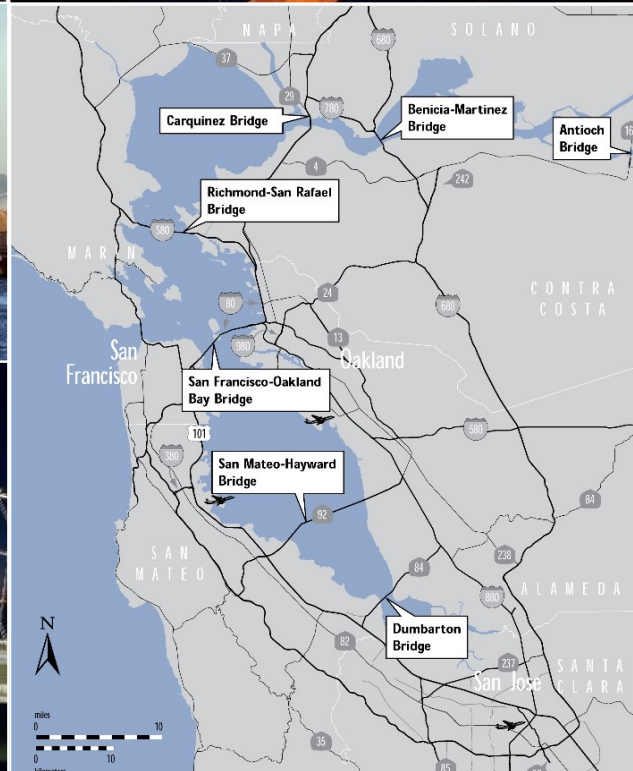 NAPA
SOLANO
680
37
29
780
Carquinez Bridge
Benicia-Martinez
Bridge
Antioch
Bridge
4
242
Richmond-San Rafael
Bridge
580
MARIN
CONTRA
COSTA
80
24
680
13
980
San
Francisco
Oakland
San Francisco-Oakland
Bay Bridge
101
580
380
San Mateo-Hayward
Bridge
92
84
SAN
MATEO
238
84
880
ALAMEDA
N
Dumbarton
Bridge
82
237
SANTA
CLARA
San Jose
miles
0 10
0 10
kilometers
35
85